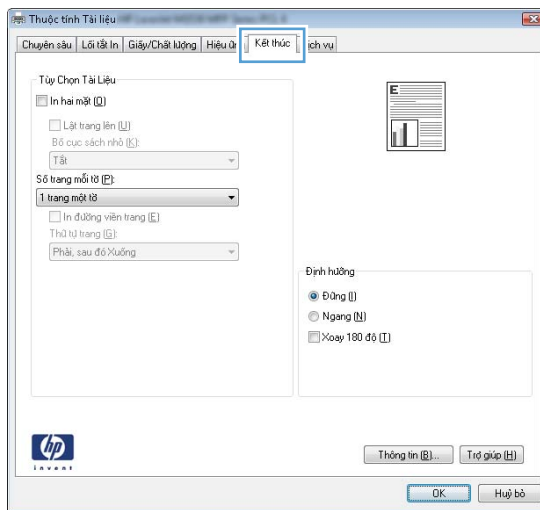 Thuộc tính Tài liệu
Chuyên sâu
Lối tắt In
Giấy/Chất lượng
Hiệu ứn
Kết thúc
ịch vụ
Tùy Chọn Tài Liệu
In hai mặt (O)
Lật trang lên (U)
Bố cục sách nhỏ (K):
Tắt
Số trang mỗi tờ (P):
1 trang một tờ
In đường viền trang (E)
Thứ tự trang (G):
Phải, sau đó Xuống
E
Định hướng
Đứng (I)
Ngang (N)
Xoay 180 độ (T)
hp
invent
Thông tin (B)...
Trợ giúp (H)
OK
Huỷ bỏ